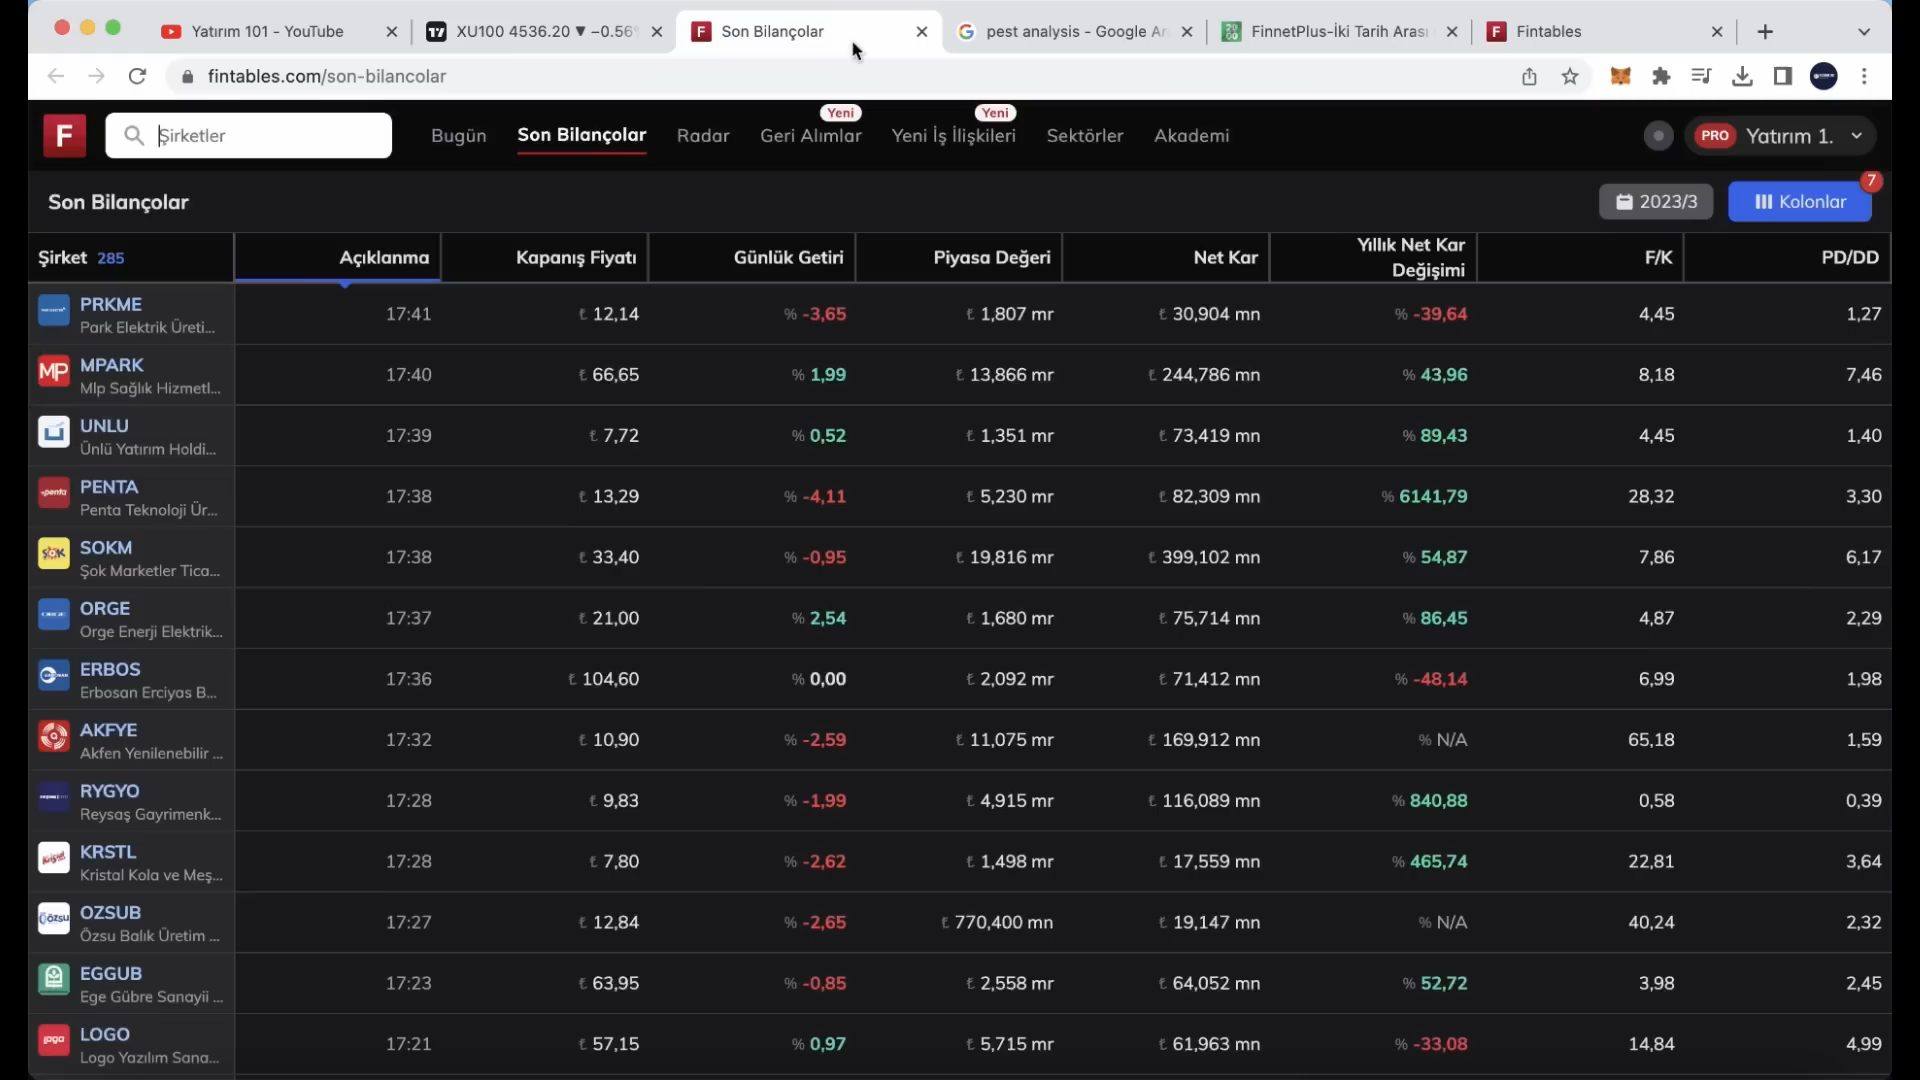 Yatırım 101 - YouTube
XU100 4536.20 ▼ −0.56%
Son Bilançolar
pest analysis - Google Ar
FinnetPlus-İki Tarih Arası
Fintables
fintables.com/son-bilancolar
F
Şirketler
Bugün
Son Bilançolar
Radar
Yeni
Geri Alımlar
Yeni
Yeni İş İlişkileri
Sektörler
Akademi
PRO Yatırım 1.
Son Bilançolar
2023/3
Kolonlar
7
Şirket 285 Açıklanma Kapanış Fiyatı Günlük Getiri Piyasa Değeri Net Kar Yıllık Net Kar Değişimi F/K PD/DD
PRKME 17:41 ₺ 12,14 % -3,65 ₺ 1,807 mr ₺ 30,904 mn % -39,64 4,45 1,27
Park Elektrik Üreti...
MPARK 17:40 ₺ 66,65 % 1,99 ₺ 13,866 mr ₺ 244,786 mn % 43,96 8,18 7,46
Mlp Sağlık Hizmetl...
UNLU 17:39 ₺ 7,72 % 0,52 ₺ 1,351 mr ₺ 73,419 mn % 89,43 4,45 1,40
Ünlü Yatırım Holdi...
PENTA 17:38 ₺ 13,29 % -4,11 ₺ 5,230 mr ₺ 82,309 mn % 6141,79 28,32 3,30
Penta Teknoloji Ür...
SOKM 17:38 ₺ 33,40 % -0,95 ₺ 19,816 mr ₺ 399,102 mn % 54,87 7,86 6,17
Şok Marketler Tica...
ORGE 17:37 ₺ 21,00 % 2,54 ₺ 1,680 mr ₺ 75,714 mn % 86,45 4,87 2,29
Orge Enerji Elektrik...
ERBOS 17:36 ₺ 104,60 % 0,00 ₺ 2,092 mr ₺ 71,412 mn % -48,14 6,99 1,98
Erbosan Erciyas B...
AKFYE 17:32 ₺ 10,90 % -2,59 ₺ 11,075 mr ₺ 169,912 mn % N/A 65,18 1,59
Akfen Yenilenebilir ...
RYGYO 17:28 ₺ 9,83 % -1,99 ₺ 4,915 mr ₺ 116,089 mn % 840,88 0,58 0,39
Reysaş Gayrimenk...
KRSTL 17:28 ₺ 7,80 % -2,62 ₺ 1,498 mr ₺ 17,559 mn % 465,74 22,81 3,64
Kristal Kola ve Meş...
OZSUB 17:27 ₺ 12,84 % -2,65 ₺ 770,400 mn ₺ 19,147 mn % N/A 40,24 2,32
Özsu Balık Üretim ...
EGGUB 17:23 ₺ 63,95 % -0,85 ₺ 2,558 mr ₺ 64,052 mn % 52,72 3,98 2,45
Ege Gübre Sanayii ...
LOGO 17:21 ₺ 57,15 % 0,97 ₺ 5,715 mr ₺ 61,963 mn % -33,08 14,84 4,99
Logo Yazılım Sana...